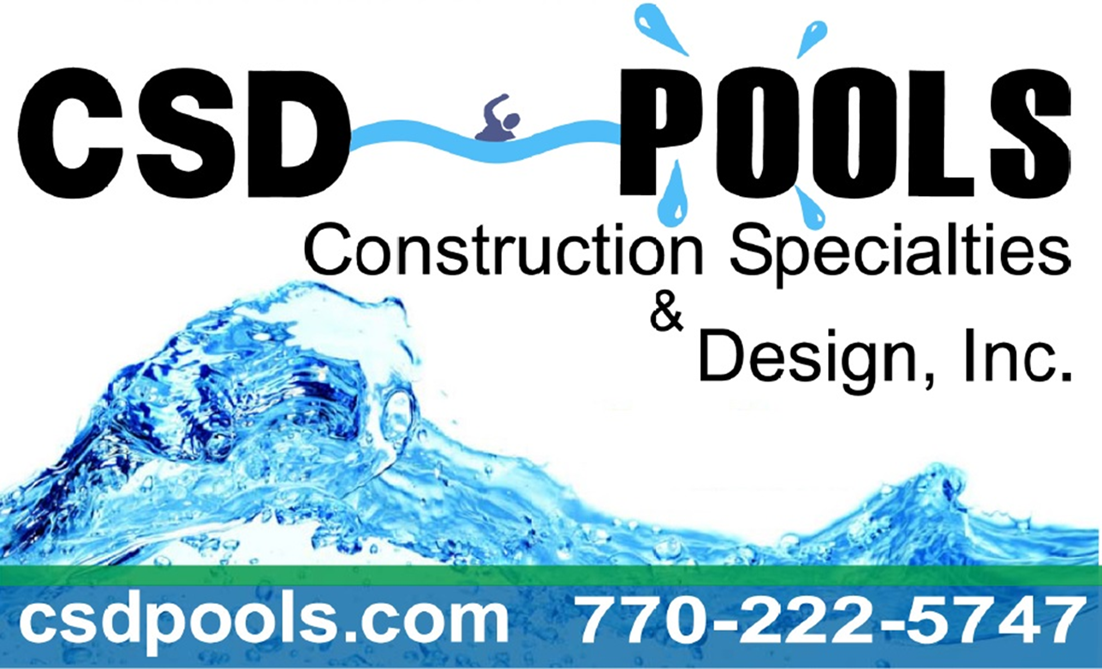 CSD POOLS
Construction Specialties
&
Design, Inc.
csdpools.com 770-222-5747